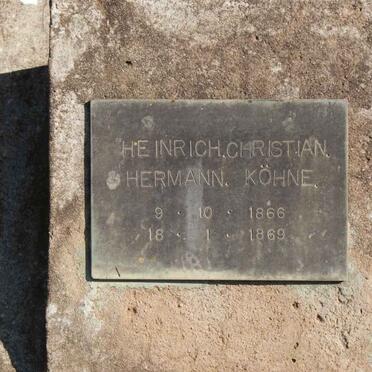 HEINRICH.CHRISTIAN.
HERMANN. KÖHNE.
9 · 10 · 1866
18 · 1 · 1869